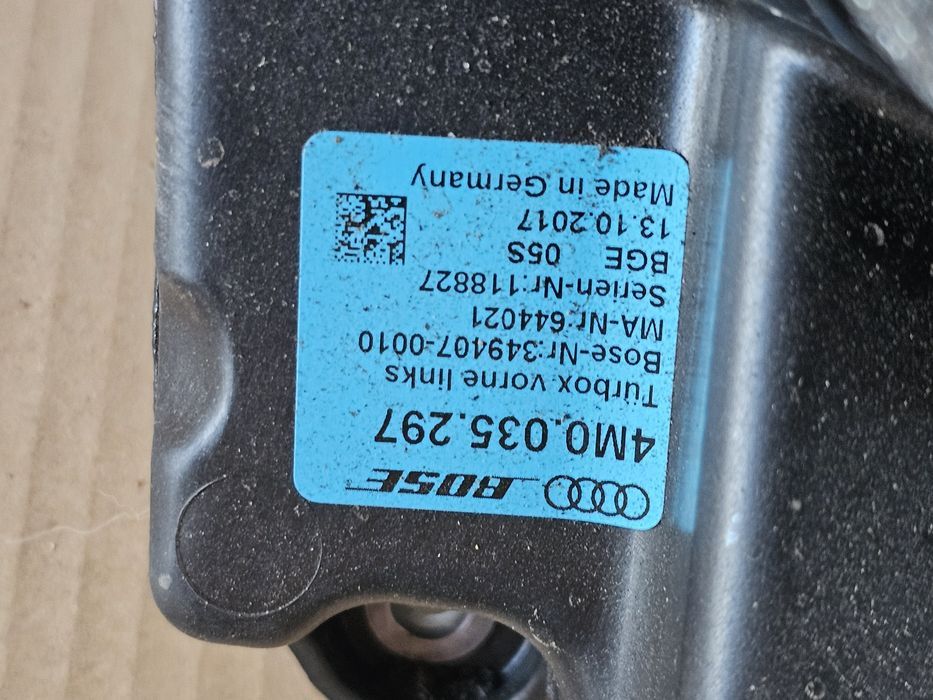 BOSE
4M0.035.297
Türbox vorne links
Bose-Nr:349407-0010
MA-Nr:644021
Serien-Nr:118827
BGE 05S
13.10.2017
Made in Germany